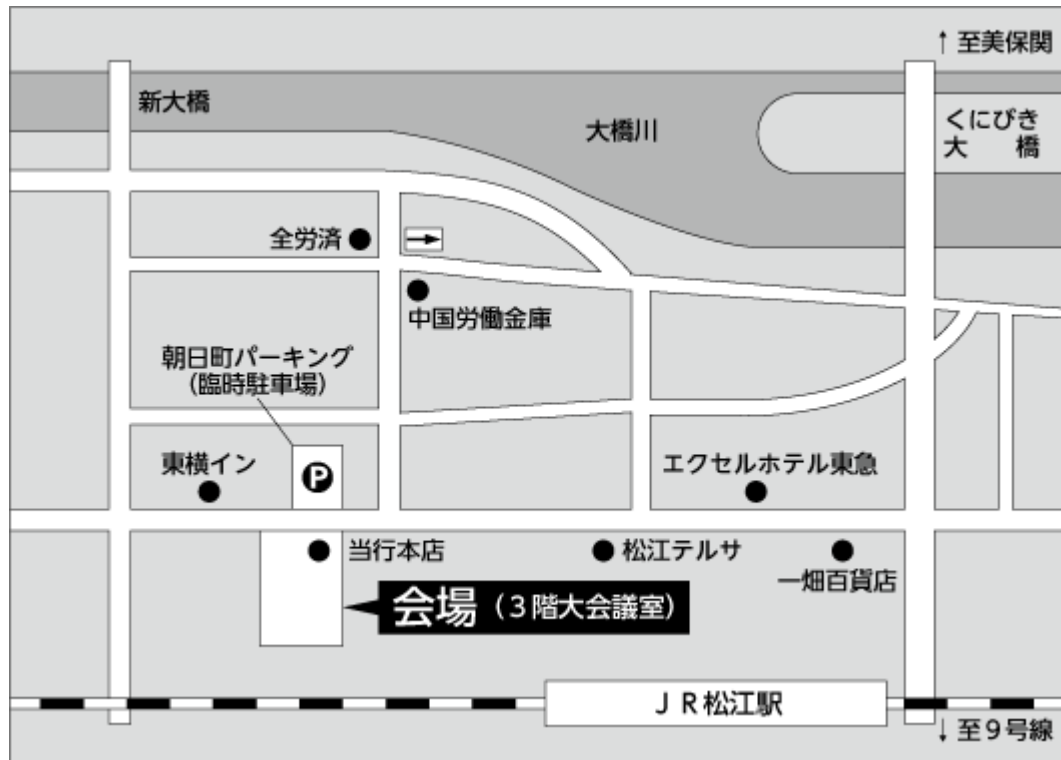 ↑至美保関
新大橋
大橋川
くにびき
大　橋
全労済
中国労働金庫
朝日町パーキング
（臨時駐車場）
東横イン
P
エクセルホテル東急
当行本店
松江テルサ
一畑百貨店
会場（３階大会議室）
ＪＲ松江駅
↓至９号線